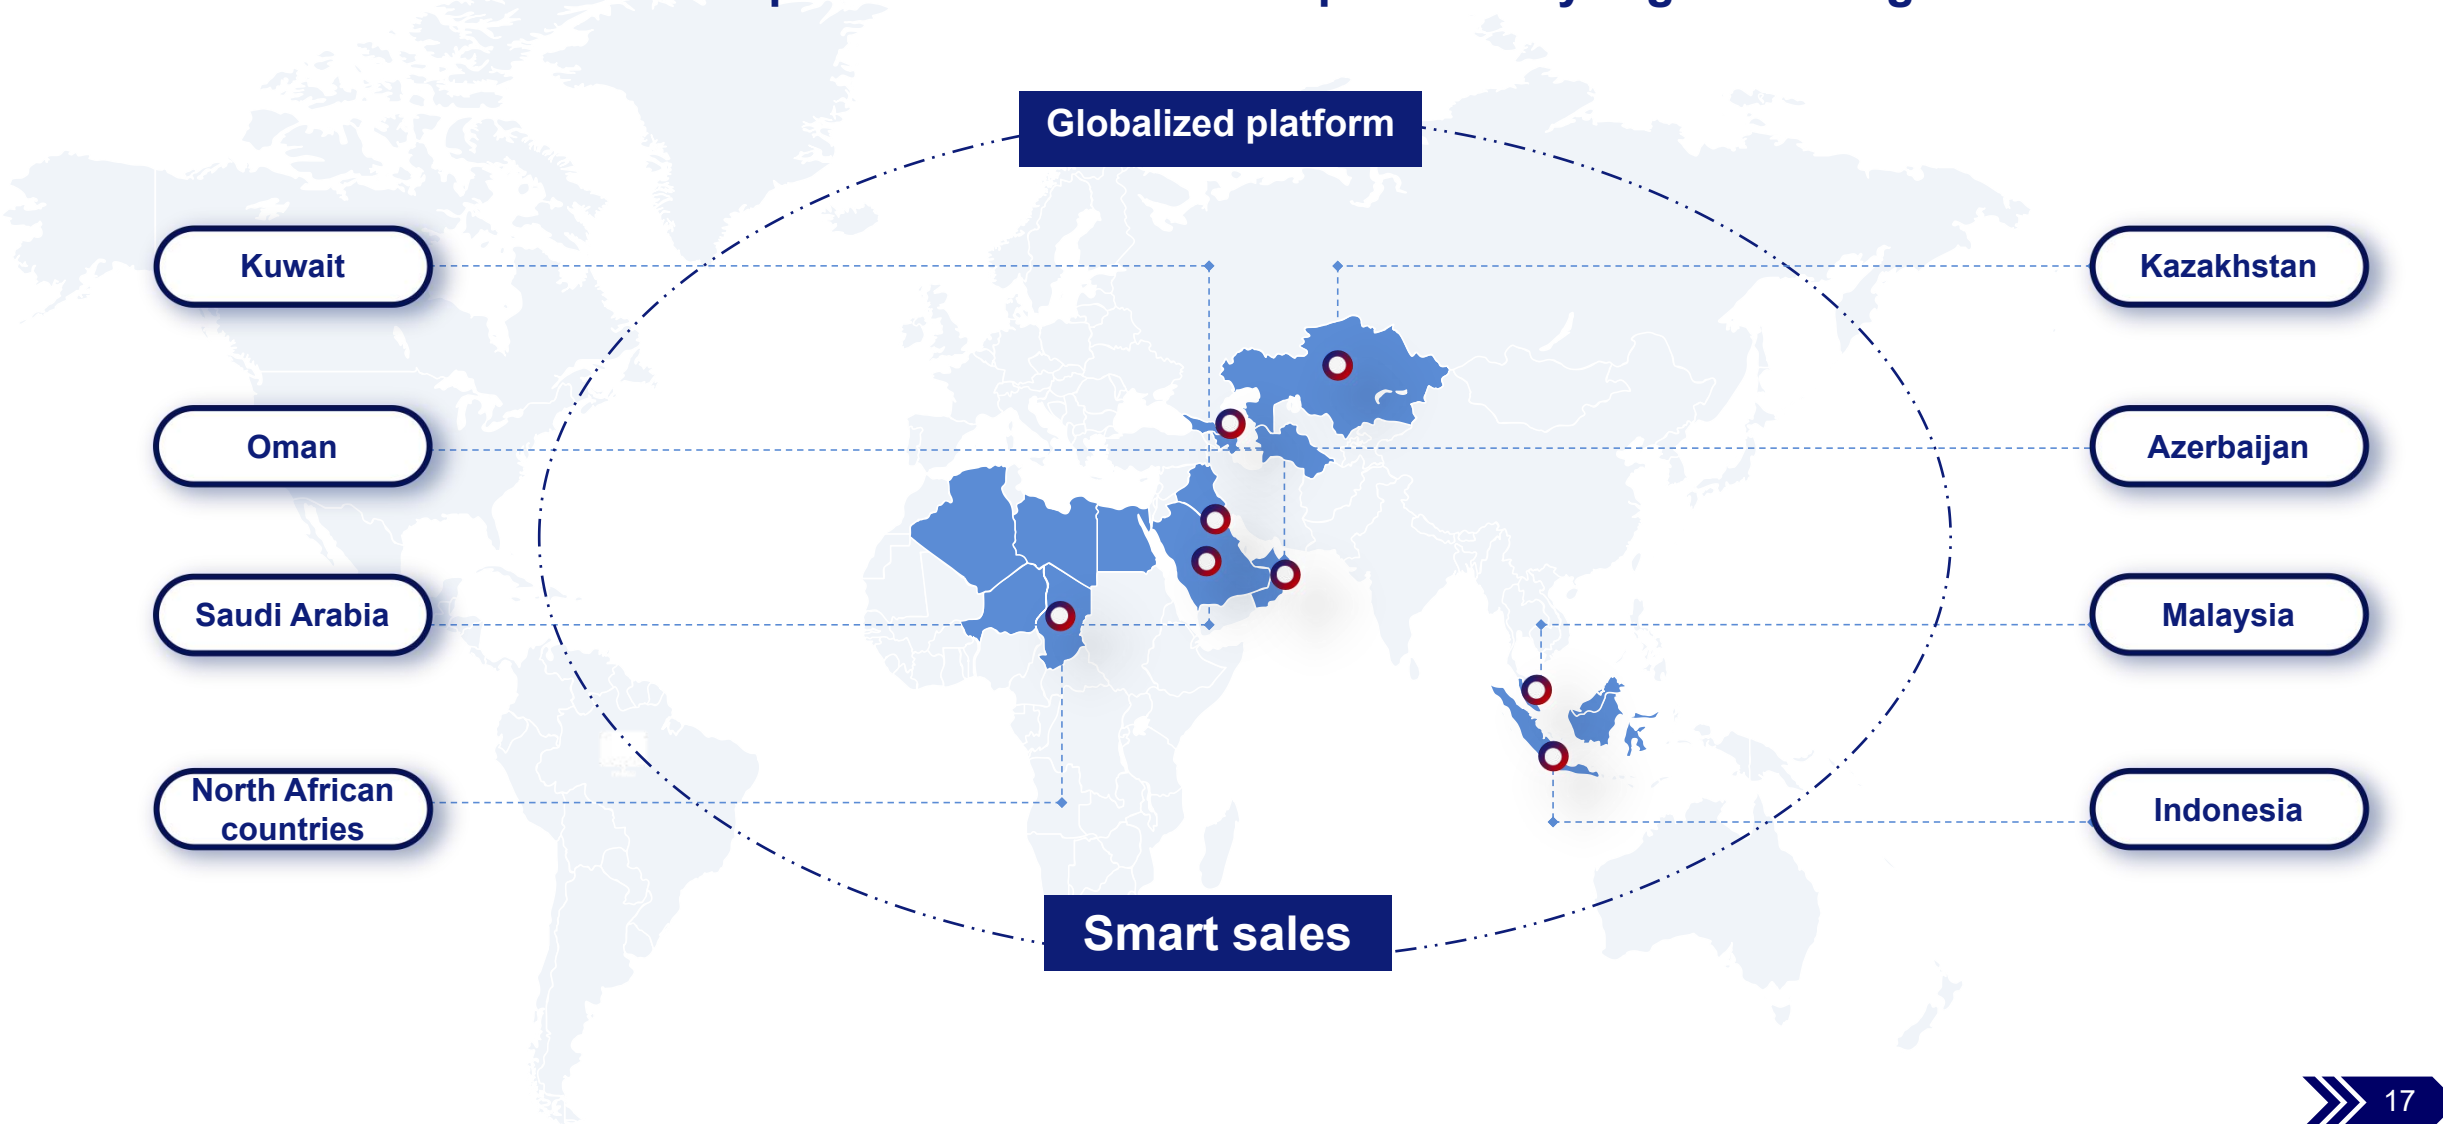 Globalized platform
Kuwait
Kazakhstan
Oman
Azerbaijan
Saudi Arabia
Malaysia
North African
countries
Indonesia
Smart sales
17